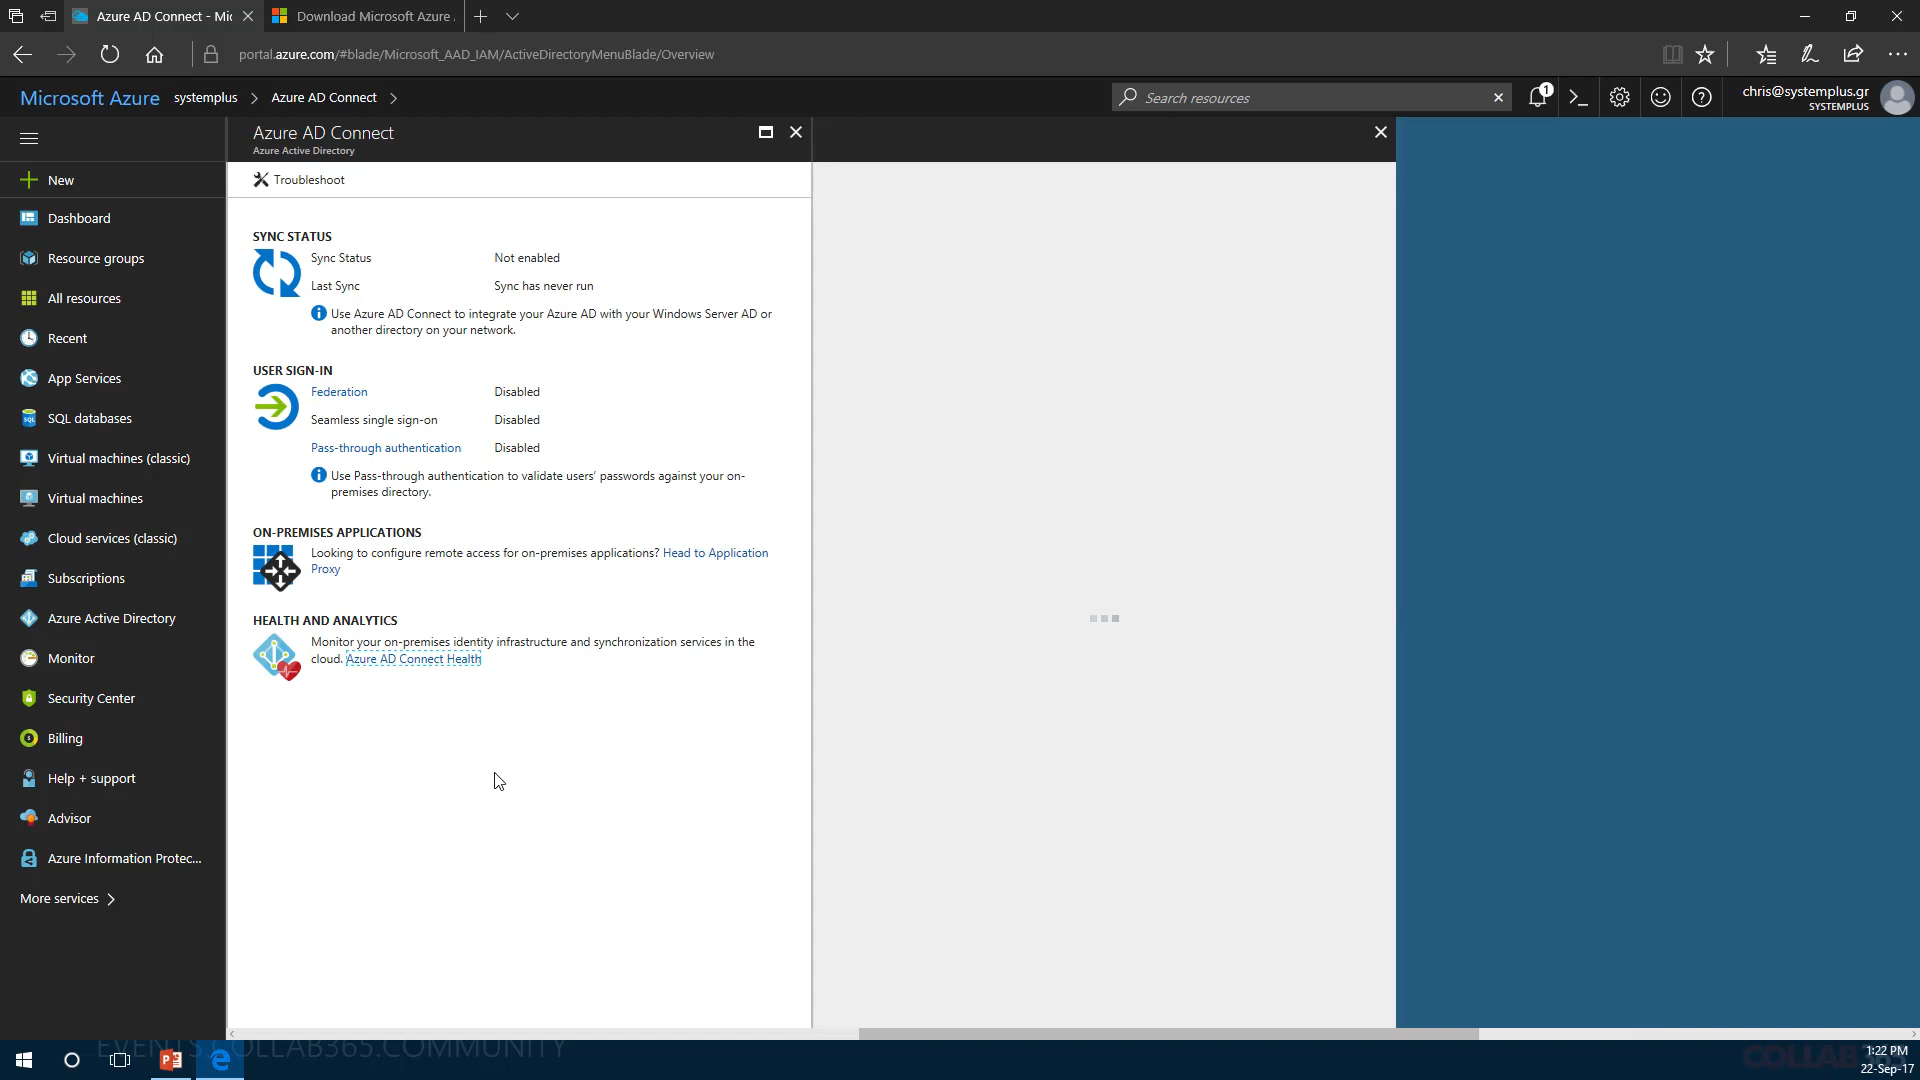 Azure AD Connect - Mic
Download Microsoft Azure
portal.azure.com/#blade/Microsoft_AAD_IAM/ActiveDirectoryMenuBlade/Overview
Microsoft Azure systemplus Azure AD Connect
Search resources
1
chris@systemplus.gr
SYSTEMPLUS
Azure AD Connect
Azure Active Directory
Troubleshoot
New
Dashboard
Resource groups
All resources
Recent
App Services
SQL databases
Virtual machines (classic)
Virtual machines
Cloud services (classic)
Subscriptions
Azure Active Directory
Monitor
Security Center
Billing
Help + support
Advisor
Azure Information Protec...
More services
SYNC STATUS
Sync Status Not enabled
Last Sync Sync has never run
Use Azure AD Connect to integrate your Azure AD with your Windows Server AD or
another directory on your network.
USER SIGN-IN
Federation Disabled
Seamless single sign-on Disabled
Pass-through authentication Disabled
Use Pass-through authentication to validate users' passwords against your on-
premises directory.
ON-PREMISES APPLICATIONS
Looking to configure remote access for on-premises applications? Head to Application
Proxy
HEALTH AND ANALYTICS
Monitor your on-premises identity infrastructure and synchronization services in the
cloud. Azure AD Connect Health
EVENTS.COLLAB365.COMMUNITY
COLLAB365
1:22 PM
22-Sep-17